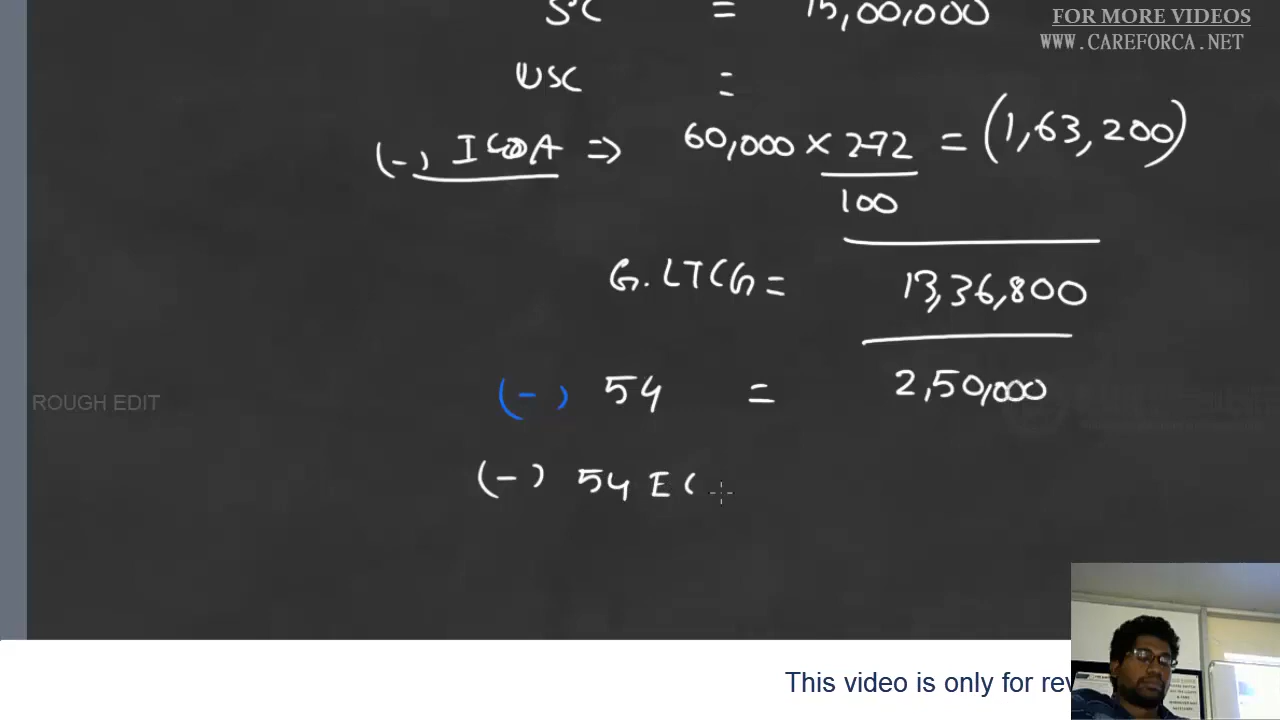 SC = 15,00,000
FOR MORE VIDEOS
WWW.CAREFORCA.NET
USC =
(-) ICOA ⇒ 60,000 × 272 = (1,63,200)
100
G.LTCG = 13,36,800
(-) 54 = 2,50,000
ROUGH EDIT
(-) 54 EC
This video is only for rev